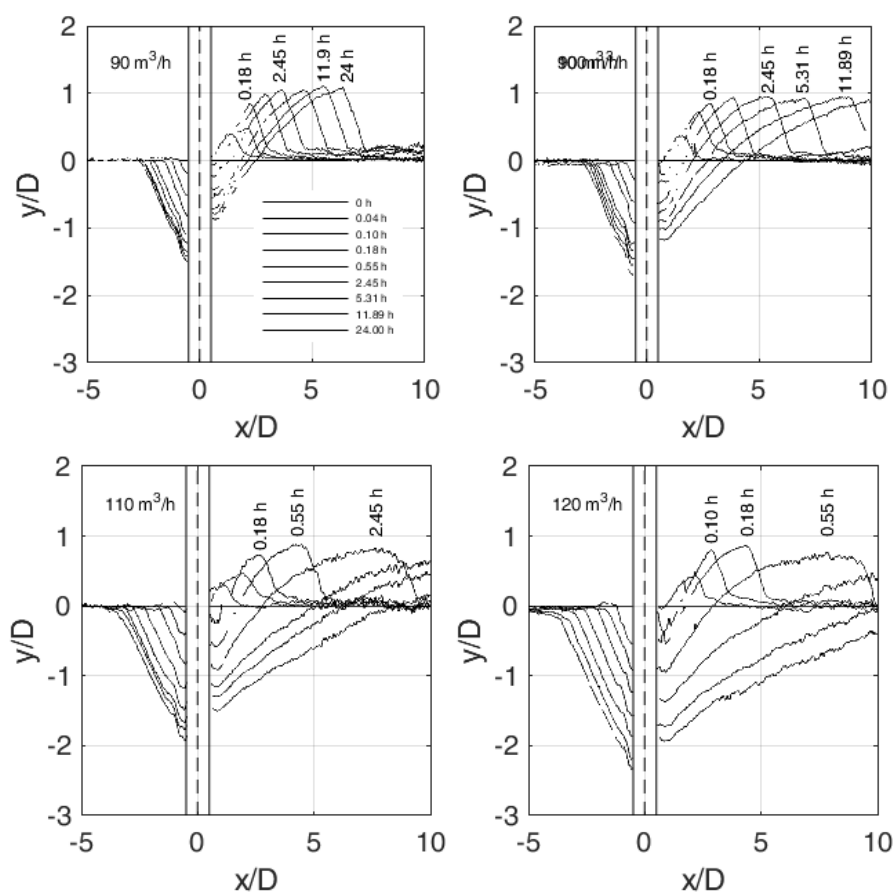 2
1
0
-1
-2
-3
y/D
90 m³/h
0.18 h
2.45 h
11.9 h
24 h
0 h
0.04 h
0.10 h
0.18 h
0.55 h
2.45 h
5.31 h
11.89 h
24.00 h
-5 0 5 10
x/D
2
1
0
-1
-2
-3
y/D
0.18 h
2.45 h
5.31 h
11.89 h
-5 0 5 10
x/D
2
1
0
-1
-2
-3
y/D
110 m³/h
0.18 h
0.55 h
2.45 h
-5 0 5 10
x/D
2
1
0
-1
-2
-3
y/D
120 m³/h
0.10 h
0.18 h
0.55 h
-5 0 5 10
x/D